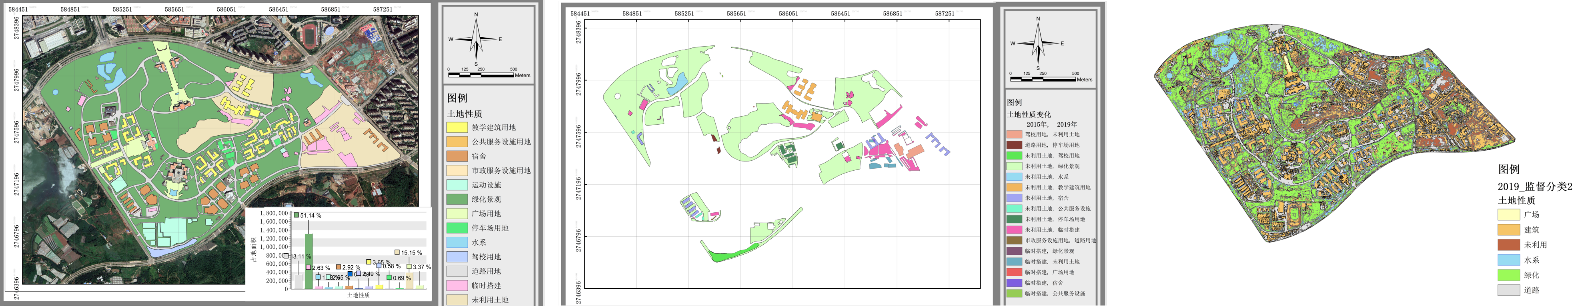 584451 584851 585251 585651 586051 586451 586851 587251
2748396
2747996
2747596
2747196
2746796
2746396
N
W E
S
0 125 250 500
Meters
图例
土地性质
教学建筑用地
公共服务设施用地
宿舍
市政服务设施用地
运动设施
绿化景观
广场用地
停车场用地
水系
驾校用地
道路用地
临时搭建
未利用土地
1,800,000
1,600,000
1,400,000
1,200,000
1,000,000
800,000
600,000
400,000
200,000
0
51.14 %
2.63 %
2.92 %
15.15 %
3.37 %
0.69 %
土地性质
584451 584851 585251 585651 586051 586451 586851 587251
2748396
2747996
2747596
2747196
2746796
2746396
N
W E
S
0 125 250 500
Meters
图例
土地性质变化
2015年, 2019年
驾校用地, 未利用土地
道路用地, 停车场用地
未利用土地, 驾校用地
未利用土地, 绿化景观
未利用土地, 水系
未利用土地, 教学建筑用地
未利用土地, 宿舍
未利用土地, 公共服务设施
未利用土地, 停车场用地
未利用土地, 临时搭建
市政服务设施用地, 道路用地
临时搭建, 绿化景观
临时搭建, 未利用土地
临时搭建, 广场用地
临时搭建, 宿舍
临时搭建, 公共服务设施
图例
2019_监督分类2
土地性质
广场
建筑
未利用
水系
绿化
道路